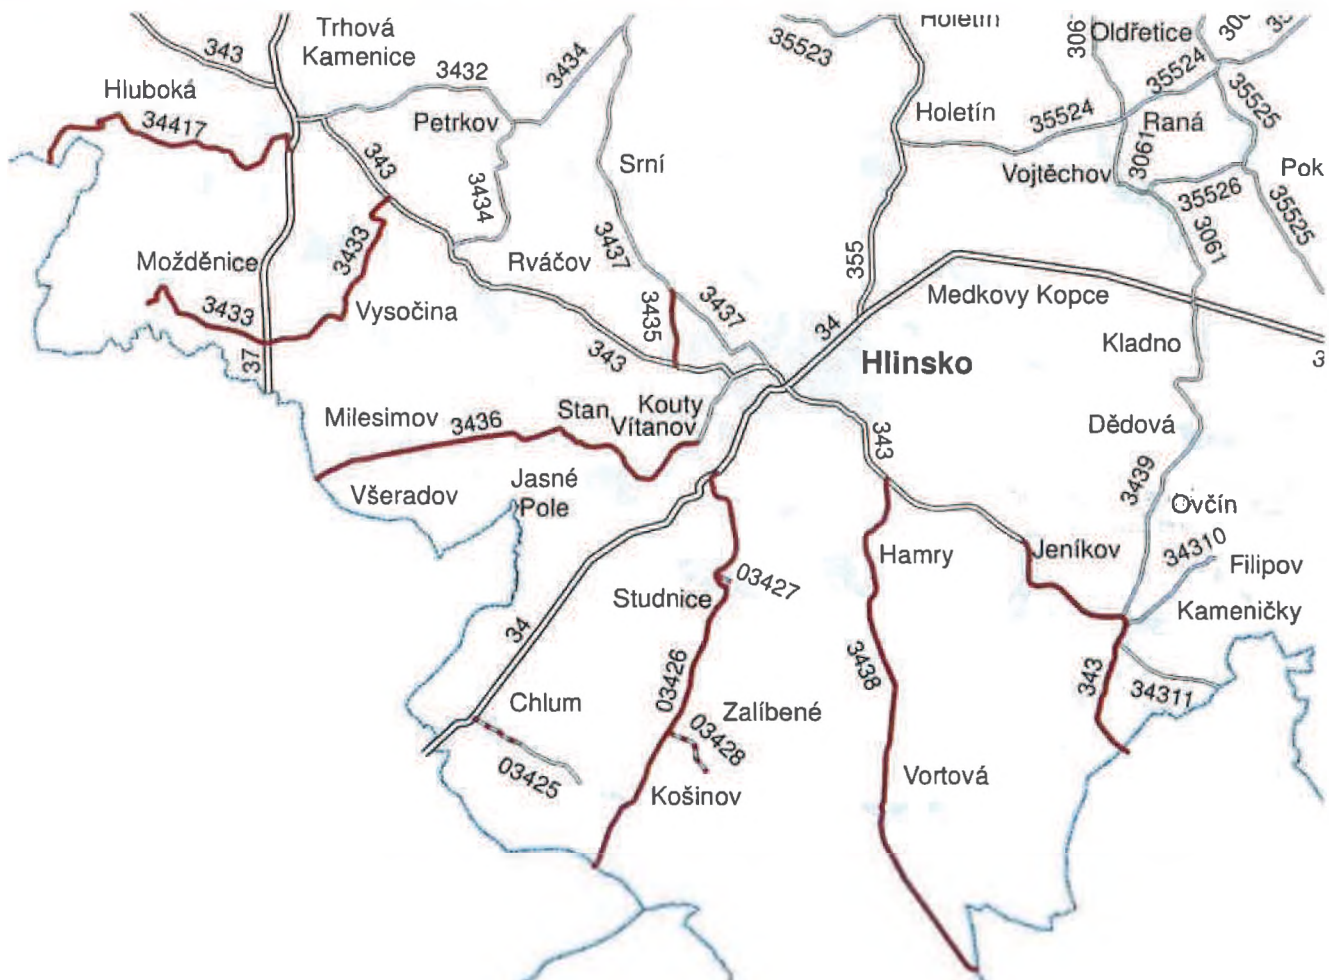 Holetín
306
Oldřetice
Trhová
Kamenice
343
3432
3434
35523
35524
35525
Hluboká
34417
Petrkov
Holetín
35524
Raná
343
Srní
3061
Vojtěchov
Pok
3434
35526
35525
Možděnice
3433
Rváčov
3437
355
3061
3433
Vysočina
3435
3437
Medkovy Kopce
37
343
34
Kladno
Hlinsko
3
Milesimov
3436
Stan
Kouty
Vítanov
343
Dědová
Všeradov
Jasné
Pole
3439
Ovčín
Hamry
Jeníkov
34310
Filipov
03427
Studnice
Kameničky
34
03426
3438
343
34311
Chlum
Zalíbené
03428
03425
Košinov
Vortová